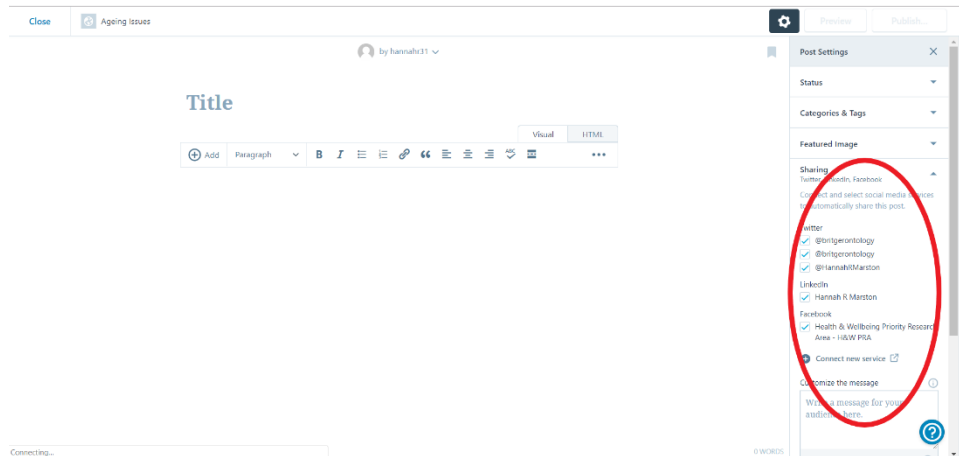 Close
Ageing Issues
Preview
Publish...
by hannahr31
Title
Visual
HTML
Add
Paragraph
B
I
ABC
Post Settings
Status
Categories & Tags
Featured Image
Sharing
Twitter, LinkedIn, Facebook
Connect and select social media services
to automatically share this post.
Twitter
@britgerontology
@britgerontology
@HannahRMarston
LinkedIn
Hannah R Marston
Facebook
Health & Wellbeing Priority Research
Area - H&W PRA
Connect new service
Customize the message
Write a message for your
audience here.
Connecting...
0 WORDS